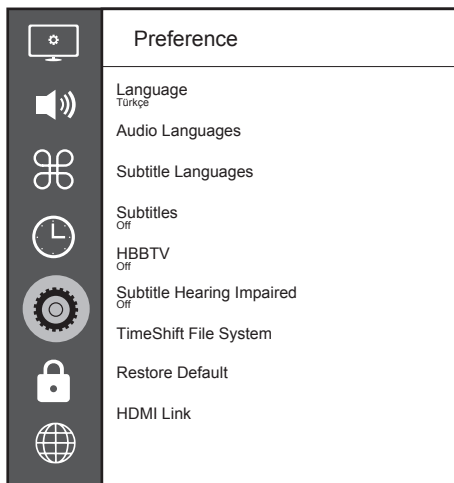 Preference
Language
Türkçe
Audio Languages
Subtitle Languages
Subtitles
Off
HBBTV
Off
Subtitle Hearing Impaired
Off
TimeShift File System
Restore Default
HDMI Link